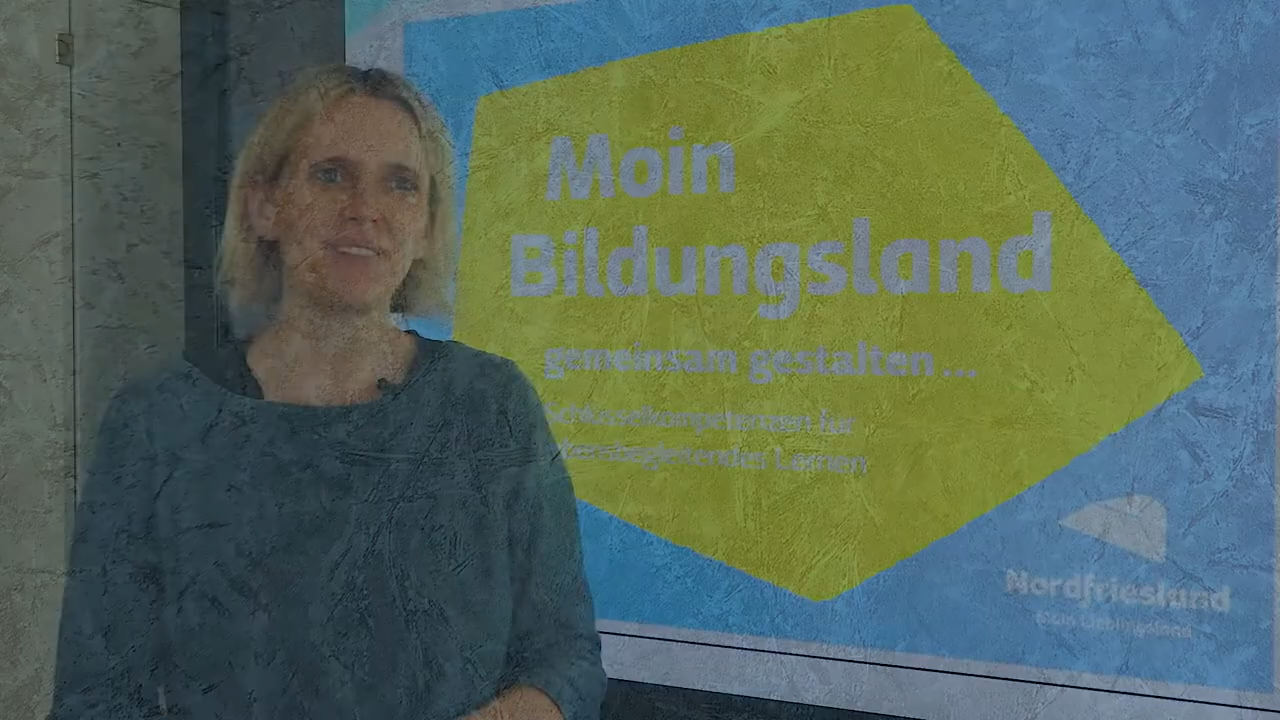 Moin
Bildungsland
gemeinsam gestalten ...
Schlüsselkompetenzen für
lebensbegleitendes Lernen
Nordfriesland